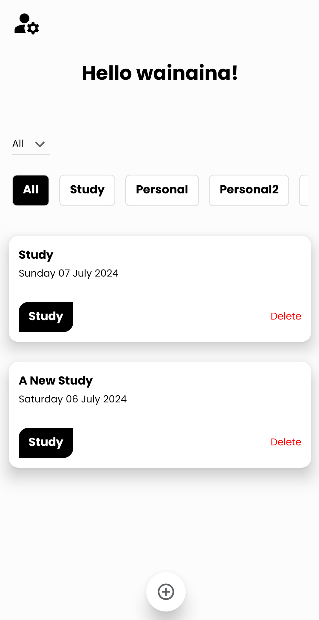 Hello wainaina!
All
All
Study
Personal
Personal2
Study
Sunday 07 July 2024
Study
Delete
A New Study
Saturday 06 July 2024
Study
Delete